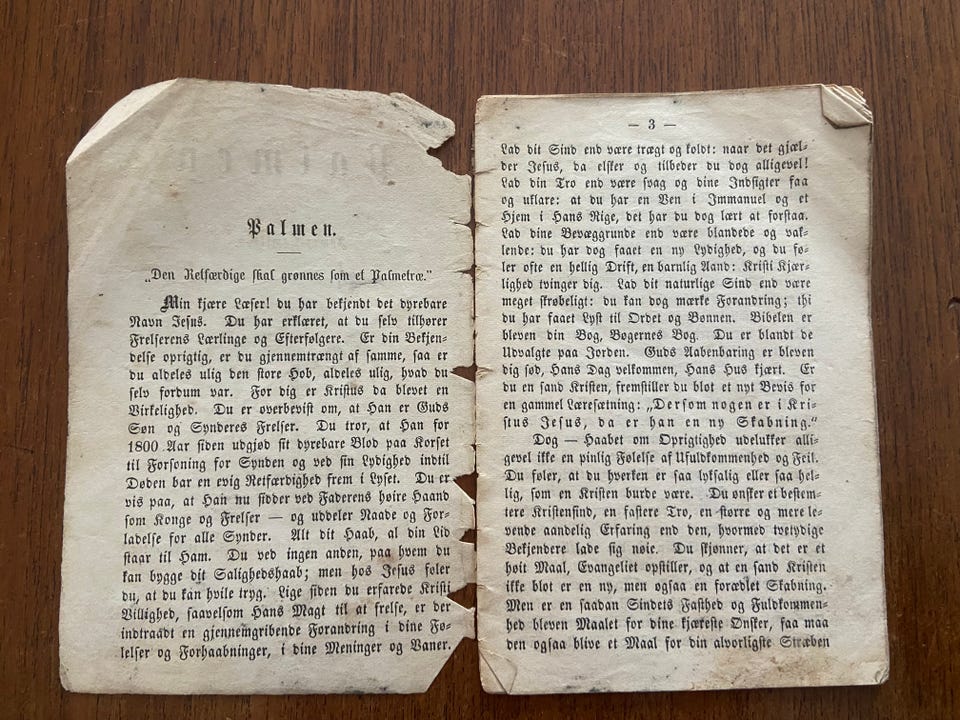 Palmen.
„Den Retfærdige skal grønnes som et Palmetræ.“
Min kjære Læser! du har bekjendt det dyrebare
Navn Jesus. Du har erklæret, at du selv tilhører
Frelserens Lærlinge og Efterfølgere. Er din Bekjen-
delse oprigtig, er du gjennemtrængt af samme, saa er
du aldeles ulig den store Hob, aldeles ulig, hvad du
selv fordum var. For dig er Kristus da blevet en
Virkelighed. Du er overbevist om, at Han er Guds
Søn og Synderes Frelser. Du tror, at Han for
1800 Aar siden udgjød sit dyrebare Blod paa Korset
til Forsoning for Synden og ved sin Lydighed indtil
Døden bar en evig Retfærdighed frem i Lyset. Du er
vis paa, at Han nu sidder ved Faderens høire Haand
som Konge og Frelser — og uddeler Naade og For-
ladelse for alle Synder. Alt dit Haab, al din Lid
staar til Ham. Du ved ingen anden, paa hvem du
kan bygge dit Salighedshaab; men hos Jesus føler
du, at du kan hvile tryg. Lige siden du erfarede Kristi
Villighed, saavelsom Hans Magt til at frelse, er der
indtraadt en gjennemgribende Forandring i dine Fø-
lelser og Forhaabninger, i dine Meninger og Vaner.
— 3 —
Lad dit Sind end være trægt og koldt: naar det gjæl-
der Jesus, da elsker og tilbeder du dog alligevel!
Lad din Tro end være svag og dine Indsigter faa
og uklare: at du har en Ven i Immanuel og et
Hjem i Hans Rige, det har du dog lært at forstaa.
Lad dine Bevæggrunde end være blandede og vak-
lende: du har dog faaet en ny Lydighed, og du fø-
ler ofte en hellig Drift, en barnlig Aand: Kristi Kjær-
lighed tvinger dig. Lad dit naturlige Sind end være
meget skrøbeligt: du kan dog mærke Forandring; thi
du har faaet Lyst til Ordet og Bønnen. Bibelen er
bleven din Bog, Bøgernes Bog. Du er blandt de
Udvalgte paa Jorden. Guds Aabenbaring er bleven
dig sød, Hans Dag velkommen, Hans Hus kjært. Er
du en sand Kristen, fremstiller du blot et nyt Bevis for
en gammel Læresætning: „Dersom nogen er i Kri-
stus Jesus, da er han en ny Skabning.“
Dog — Haabet om Oprigtighed udelukker alli-
gevel ikke en pinlig Følelse af Ufuldkommenhed og Feil.
Du føler, at du hverken er saa lyksalig eller saa hel-
lig, som en Kristen burde være. Du ønsker et bestem-
tere Kristensind, en fastere Tro, en større og mere le-
vende aandelig Erfaring end den, hvormed tvetydige
Bekjendere lade sig nøie. Du skjønner, at det er et
høit Maal, Evangeliet opstiller, og at en sand Kristen
ikke blot er en ny, men ogsaa en forædlet Skabning.
Men er en saadan Sindets Fasthed og Fuldkommen-
hed bleven Maalet for dine kjækeste Ønsker, faa maa
den ogsaa blive et Maal for din alvorligste Stræben